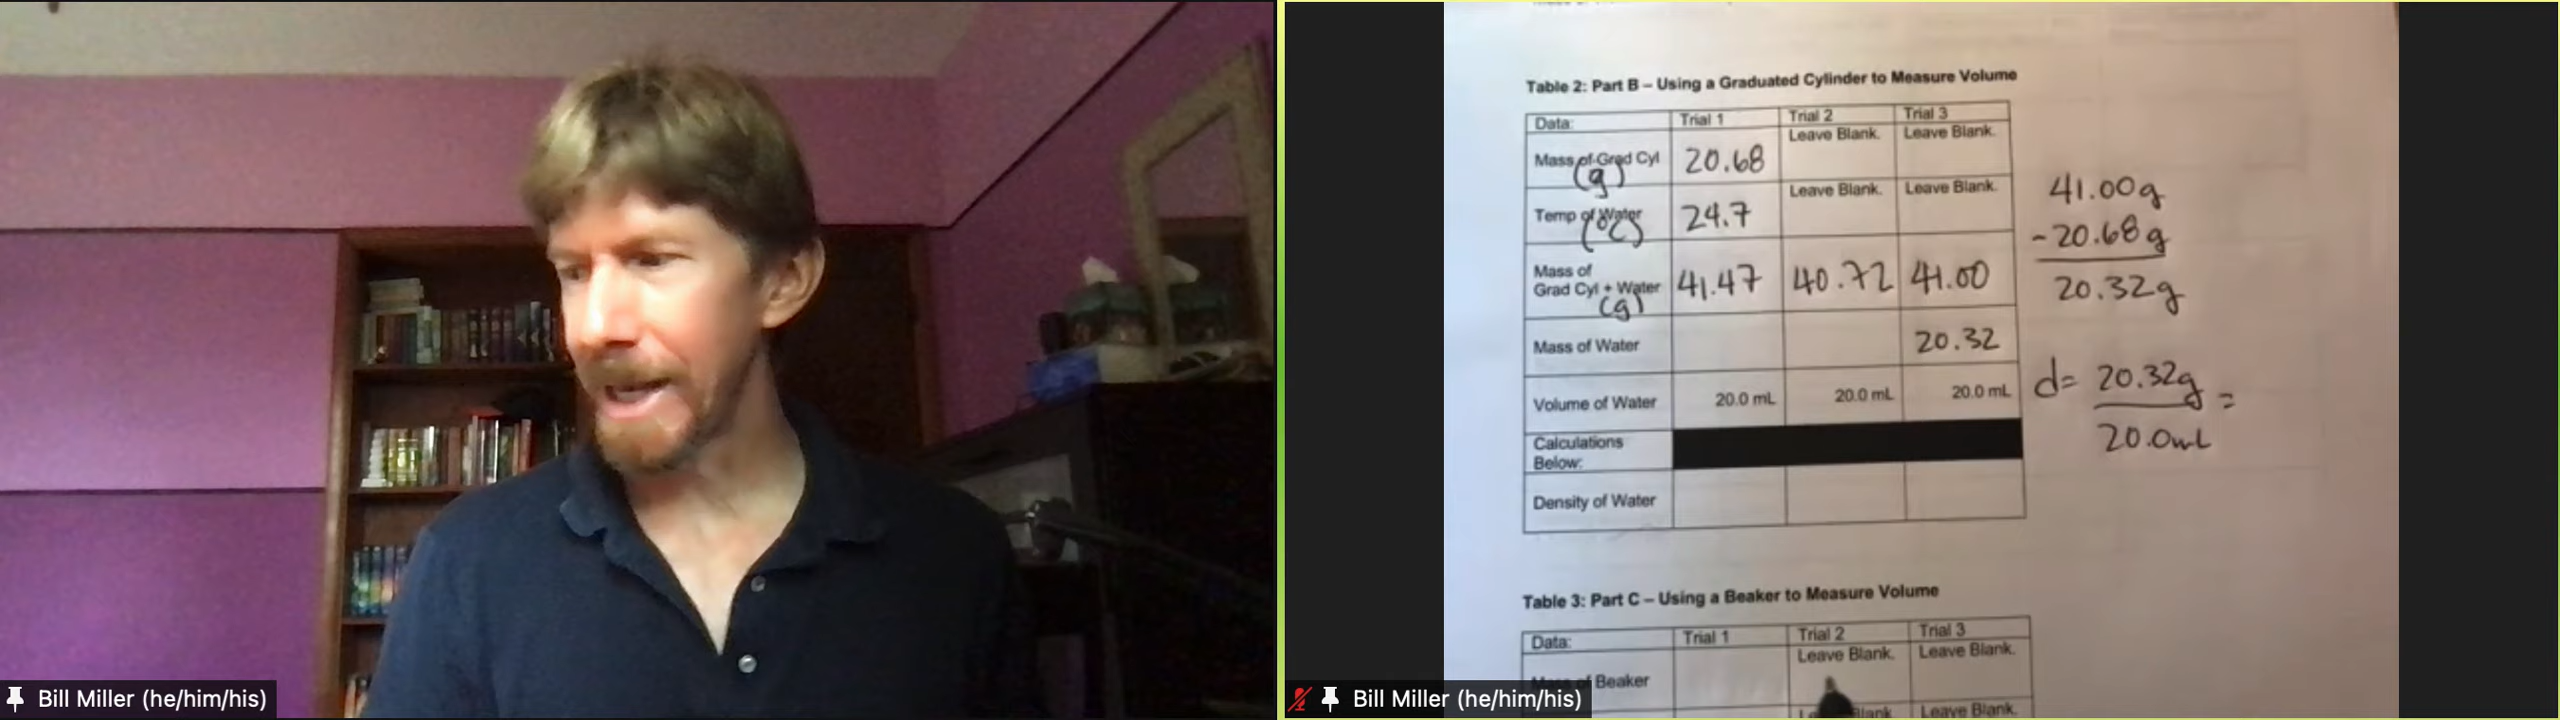 Table 2: Part B – Using a Graduated Cylinder to Measure Volume
Data: Trial 1 Trial 2 Trial 3
Mass of Grad Cyl (g) 20.68 Leave Blank. Leave Blank.
Temp of Water (°C) 24.7 Leave Blank. Leave Blank.
Mass of
Grad Cyl + Water (g) 41.47 40.72 41.00
Mass of Water 20.32
Volume of Water 20.0 mL 20.0 mL 20.0 mL
Calculations
Below:
Density of Water
41.00g
-20.68g
20.32g
d= 20.32g =
20.0mL
Table 3: Part C – Using a Beaker to Measure Volume
Data: Trial 1 Trial 2 Trial 3
Leave Blank. Leave Blank.
of Beaker
Blank Leave Blank.
Bill Miller (he/him/his)
Bill Miller (he/him/his)